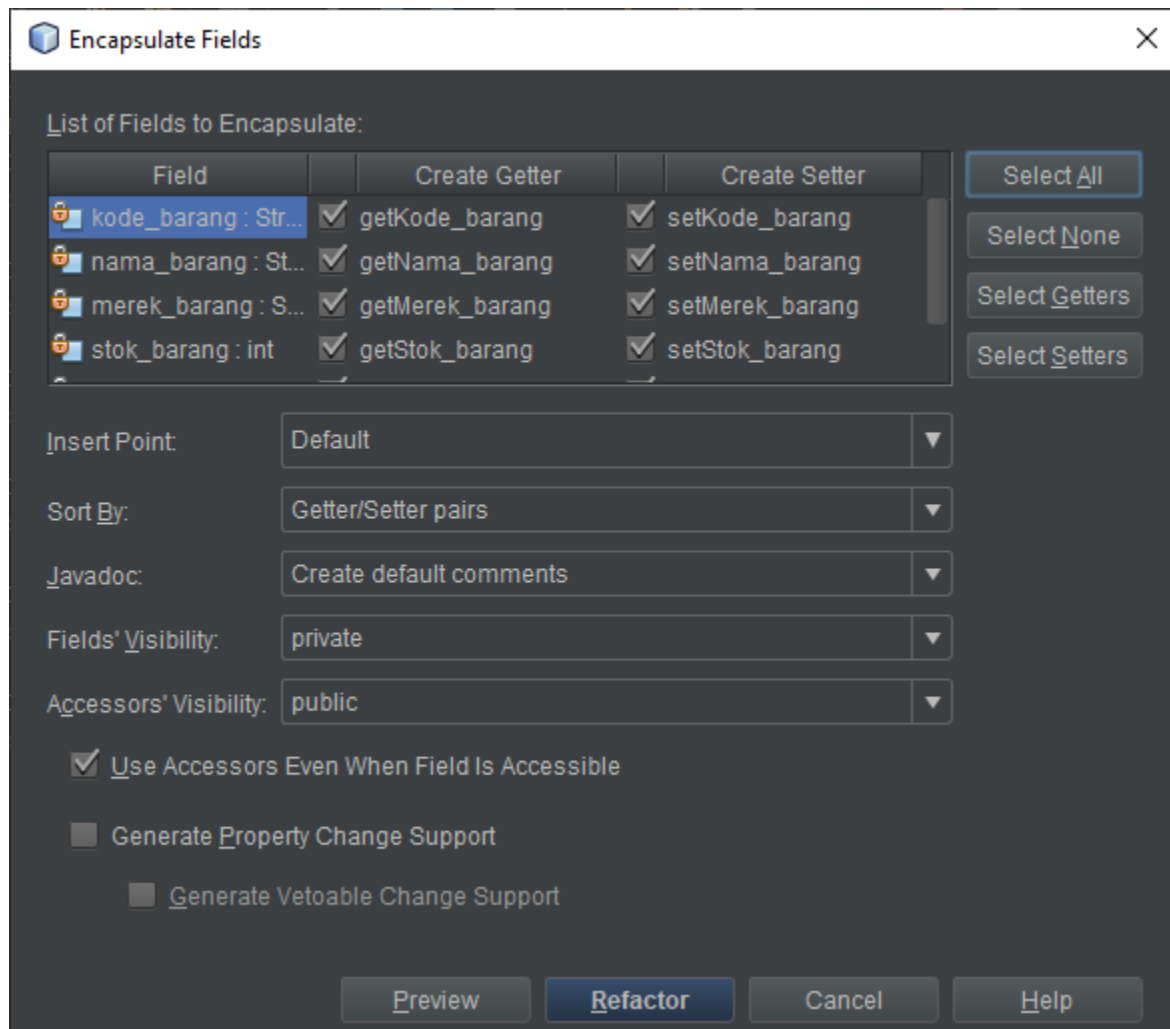 Encapsulate Fields
List of Fields to Encapsulate:
Field Create Getter Create Setter
kode_barang : Str... getKode_barang setKode_barang
nama_barang : St... getNama_barang setNama_barang
merek_barang : S... getMerek_barang setMerek_barang
stok_barang : int getStok_barang setStok_barang
Select All
Select None
Select Getters
Select Setters
Insert Point: Default
Sort By: Getter/Setter pairs
Javadoc: Create default comments
Fields' Visibility: private
Accessors' Visibility: public
Use Accessors Even When Field Is Accessible
Generate Property Change Support
Generate Vetoable Change Support
Preview Refactor Cancel Help